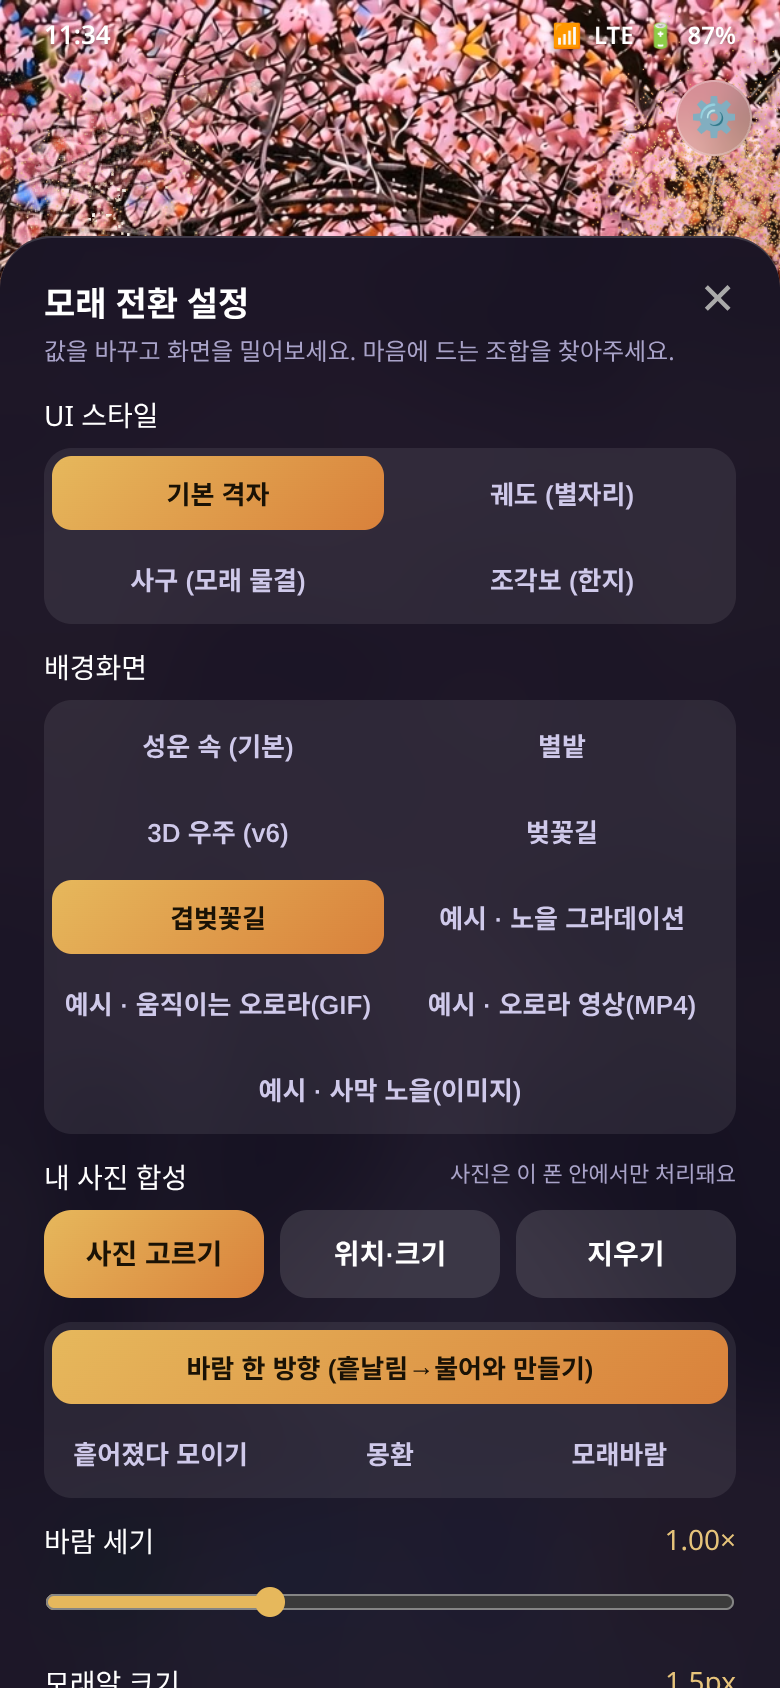 11:34
LTE 87%
모래 전환 설정
값을 바꾸고 화면을 밀어보세요. 마음에 드는 조합을 찾아주세요.
UI 스타일
기본 격자 궤도 (별자리)
사구 (모래 물결) 조각보 (한지)
배경화면
성운 속 (기본) 별밭
3D 우주 (v6) 벚꽃길
겹벚꽃길 예시 · 노을 그라데이션
예시 · 움직이는 오로라(GIF) 예시 · 오로라 영상(MP4)
예시 · 사막 노을(이미지)
내 사진 합성 사진은 이 폰 안에서만 처리돼요
사진 고르기 위치·크기 지우기
바람 한 방향 (흩날림→불어와 만들기)
흩어졌다 모이기 몽환 모래바람
바람 세기 1.00×
모래알 크기 1.5px